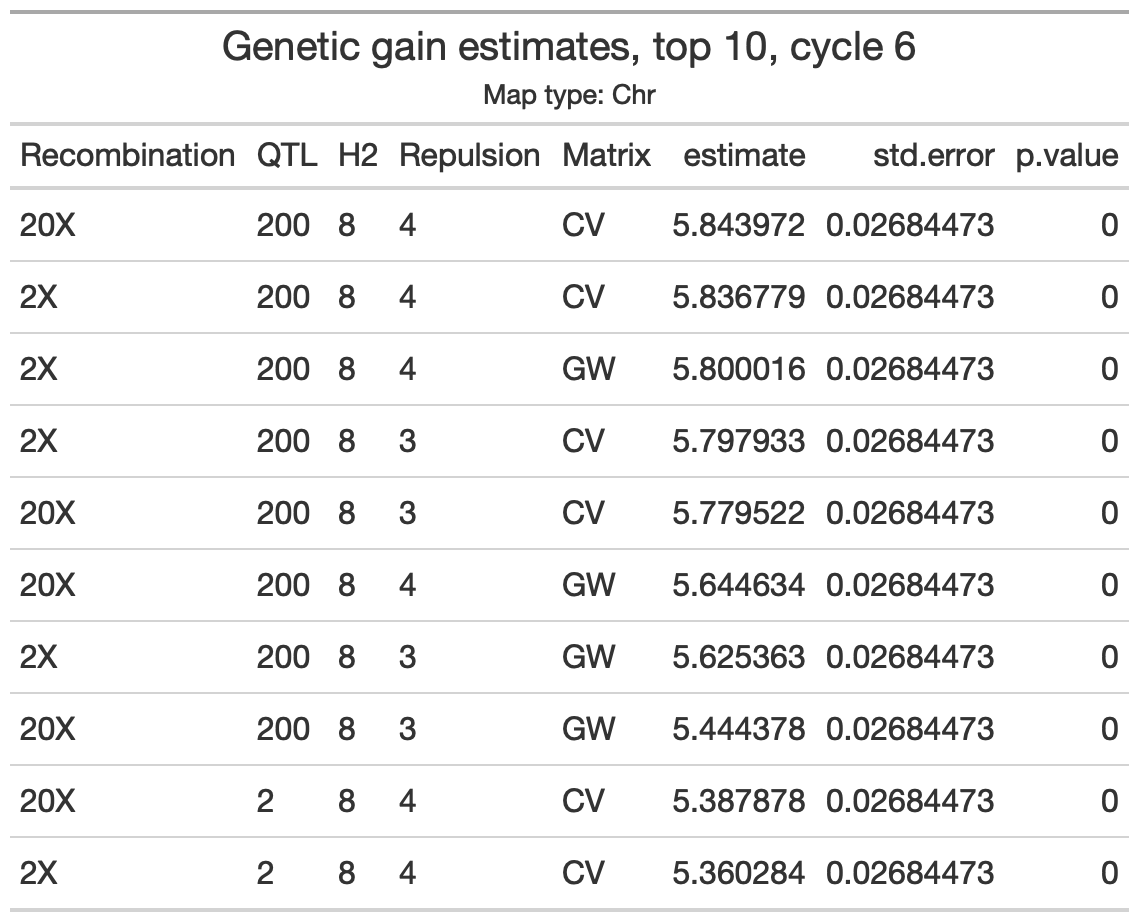 Genetic gain estimates, top 10, cycle 6
Map type: Chr
Recombination QTL H2 Repulsion Matrix estimate std.error p.value
20X 200 8 4 CV 5.843972 0.02684473 0
2X 200 8 4 CV 5.836779 0.02684473 0
2X 200 8 4 GW 5.800016 0.02684473 0
2X 200 8 3 CV 5.797933 0.02684473 0
20X 200 8 3 CV 5.779522 0.02684473 0
20X 200 8 4 GW 5.644634 0.02684473 0
2X 200 8 3 GW 5.625363 0.02684473 0
20X 200 8 3 GW 5.444378 0.02684473 0
20X 2 8 4 CV 5.387878 0.02684473 0
2X 2 8 4 CV 5.360284 0.02684473 0